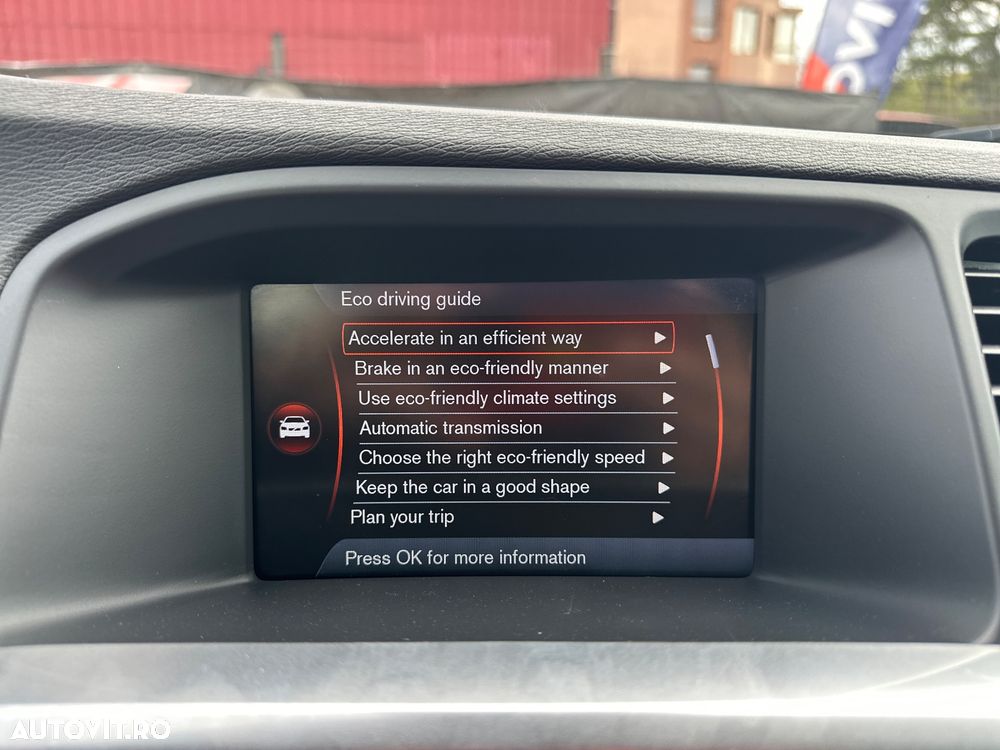 OVIN
Eco driving guide
Accelerate in an efficient way
Brake in an eco-friendly manner
Use eco-friendly climate settings
Automatic transmission
Choose the right eco-friendly speed
Keep the car in a good shape
Plan your trip
Press OK for more information
AUTOVIT.RO